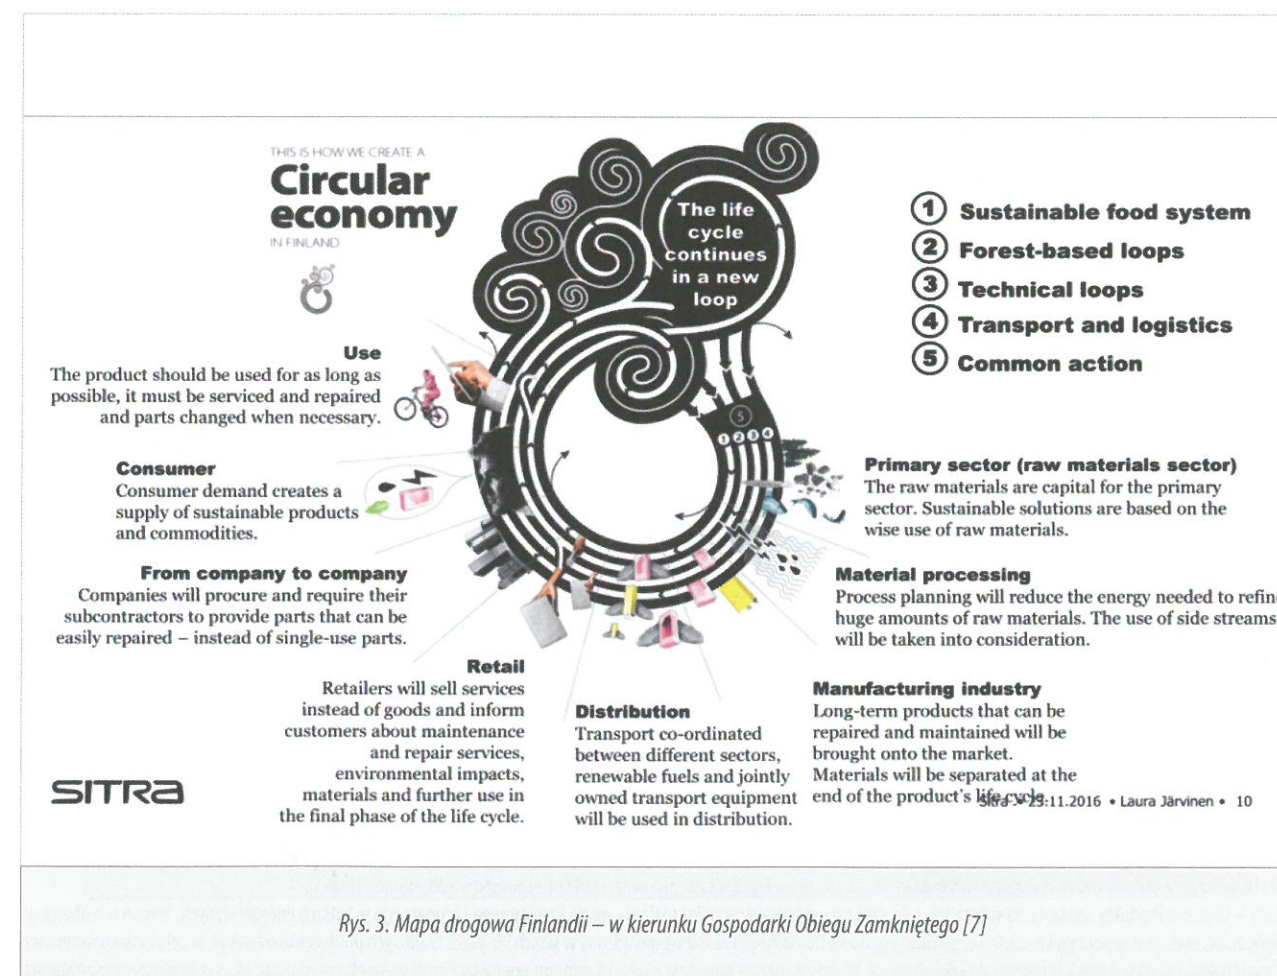 THIS IS HOW WE CREATE A
Circular
economy
IN FINLAND
The life
cycle
continues
in a new
loop
1 Sustainable food system
2 Forest-based loops
3 Technical loops
4 Transport and logistics
5 Common action
5
1 2 3 4
Use
The product should be used for as long as
possible, it must be serviced and repaired
and parts changed when necessary.
Consumer
Consumer demand creates a
supply of sustainable products
and commodities.
From company to company
Companies will procure and require their
subcontractors to provide parts that can be
easily repaired – instead of single-use parts.
Retail
Retailers will sell services
instead of goods and inform
customers about maintenance
and repair services,
environmental impacts,
materials and further use in
the final phase of the life cycle.
Distribution
Transport co-ordinated
between different sectors,
renewable fuels and jointly
owned transport equipment
will be used in distribution.
Primary sector (raw materials sector)
The raw materials are capital for the primary
sector. Sustainable solutions are based on the
wise use of raw materials.
Material processing
Process planning will reduce the energy needed to refine
huge amounts of raw materials. The use of side streams
will be taken into consideration.
Manufacturing industry
Long-term products that can be
repaired and maintained will be
brought onto the market.
Materials will be separated at the
end of the product's life cycle.
SITRA
Sitra • 23.11.2016 • Laura Järvinen • 10
Rys. 3. Mapa drogowa Finlandii – w kierunku Gospodarki Obiegu Zamkniętego [7]